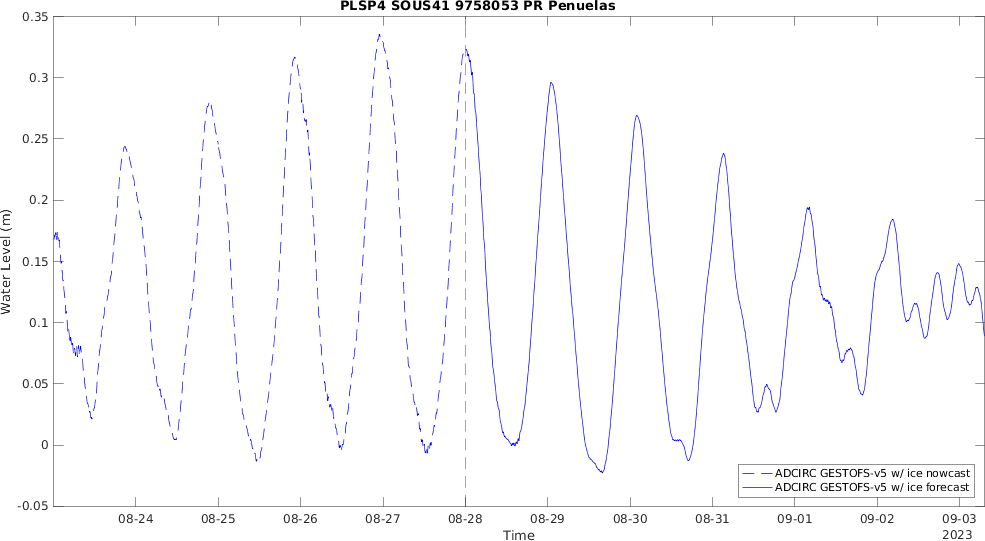 PLSP4 SOUS41 9758053 PR Penuelas
Water Level (m)
0.35
0.3
0.25
0.2
0.15
0.1
0.05
0
-0.05
ADCIRC GESTOFS-v5 w/ ice nowcast
ADCIRC GESTOFS-v5 w/ ice forecast
08-24 08-25 08-26 08-27 08-28 08-29 08-30 08-31 09-01 09-02 09-03
Time
2023